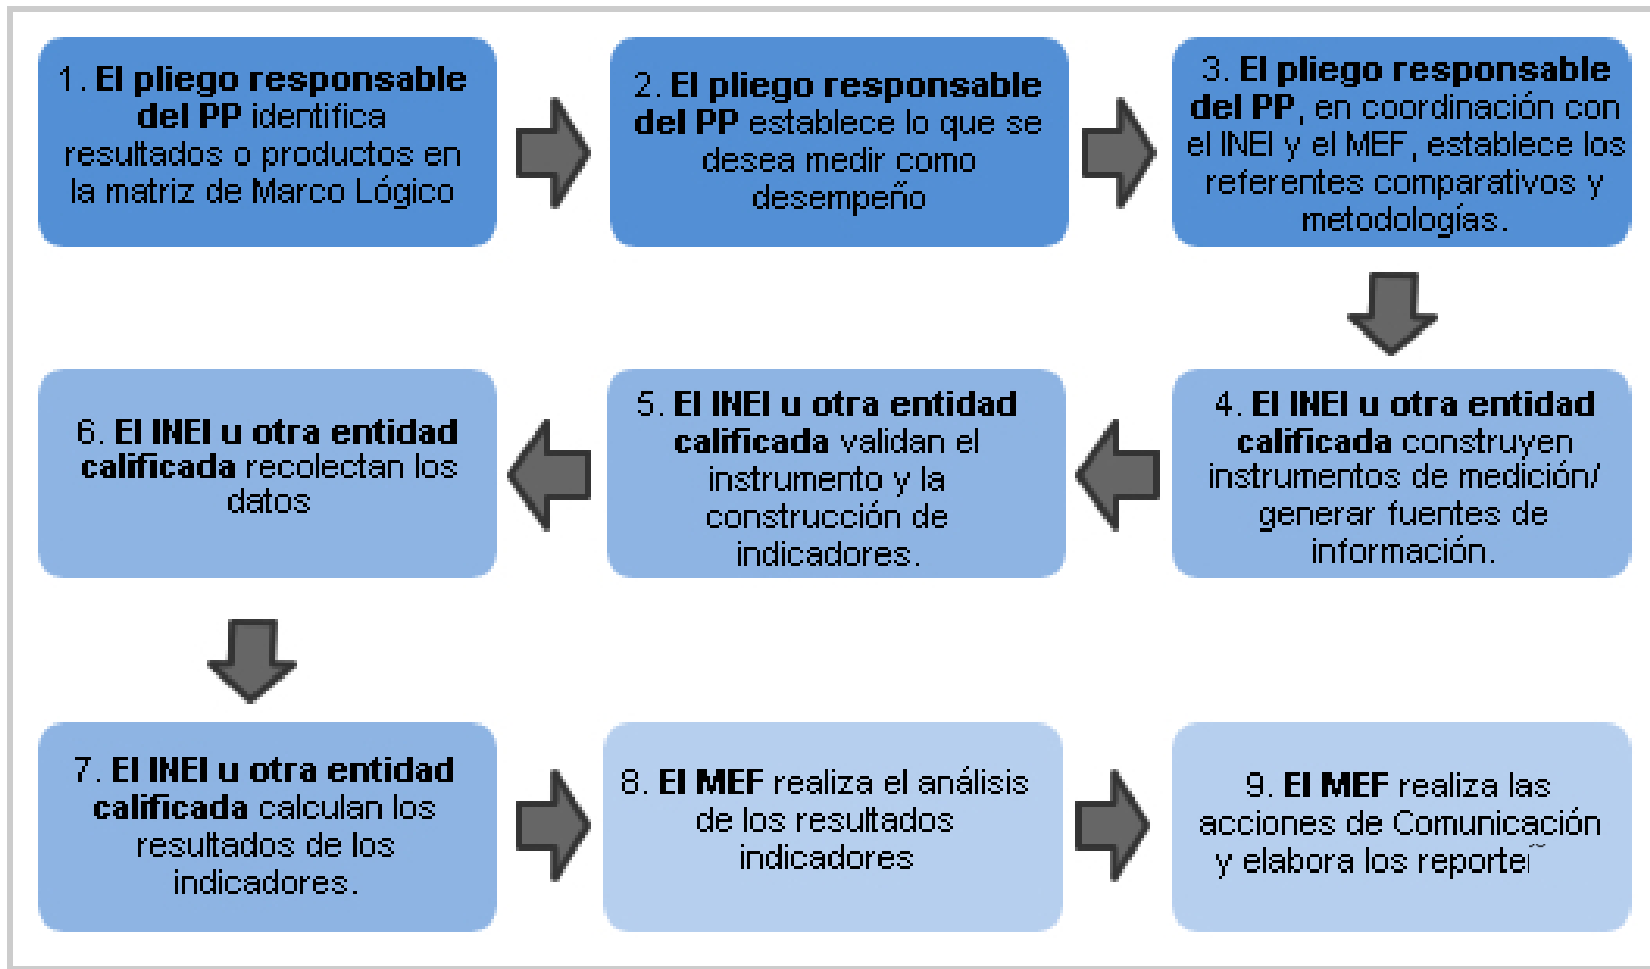 1. El pliego responsable
del PP identifica
resultados o productos en
la matriz de Marco Lógico
2. El pliego responsable
del PP establece lo que se
desea medir como
desempeño
3. El pliego responsable
del PP, en coordinación con
el INEI y el MEF, establece los
referentes comparativos y
metodologías.
4. El INEI u otra entidad
calificada construyen
instrumentos de medición/
generar fuentes de
información.
5. El INEI u otra entidad
calificada validan el
instrumento y la
construcción de
indicadores.
6. El INEI u otra entidad
calificada recolectan los
datos
7. El INEI u otra entidad
calificada calculan los
resultados de los
indicadores.
8. El MEF realiza el análisis
de los resultados
indicadores
9. El MEF realiza las
acciones de Comunicación
y elabora los